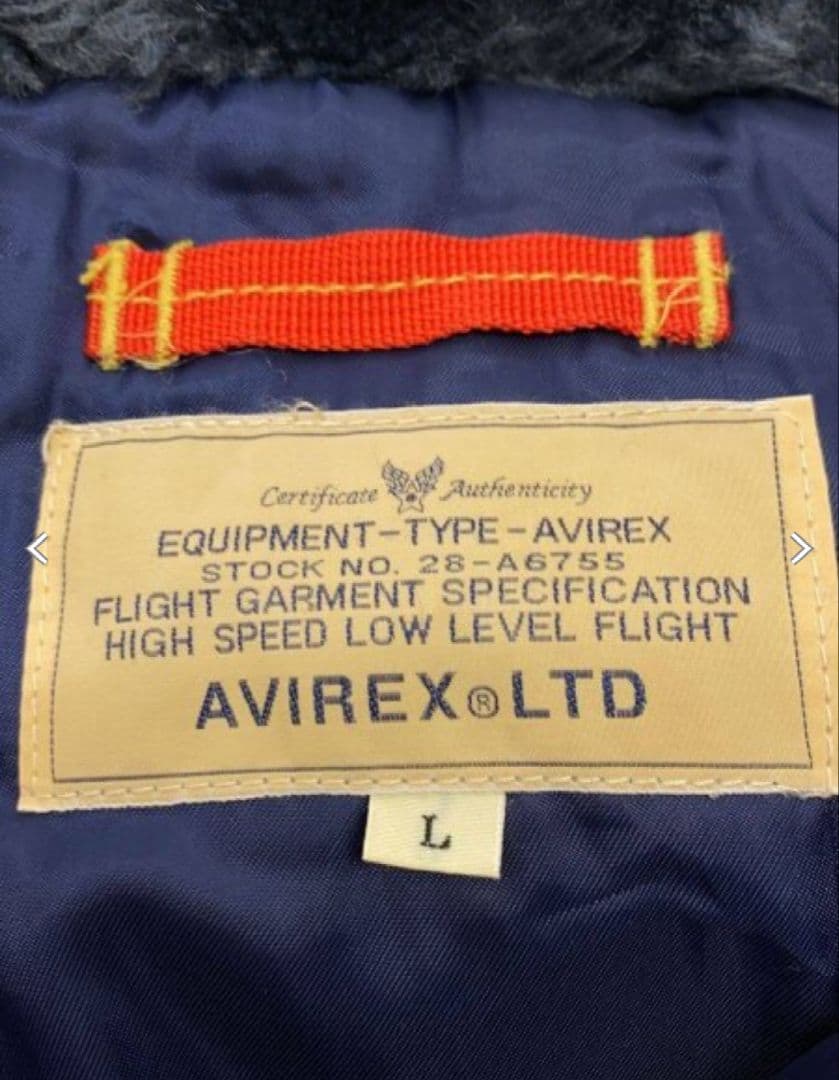 Certificate Authenticity
EQUIPMENT-TYPE-AVIREX
STOCK NO. 28-A6755
FLIGHT GARMENT SPECIFICATION
HIGH SPEED LOW LEVEL FLIGHT
AVIREX® LTD
L